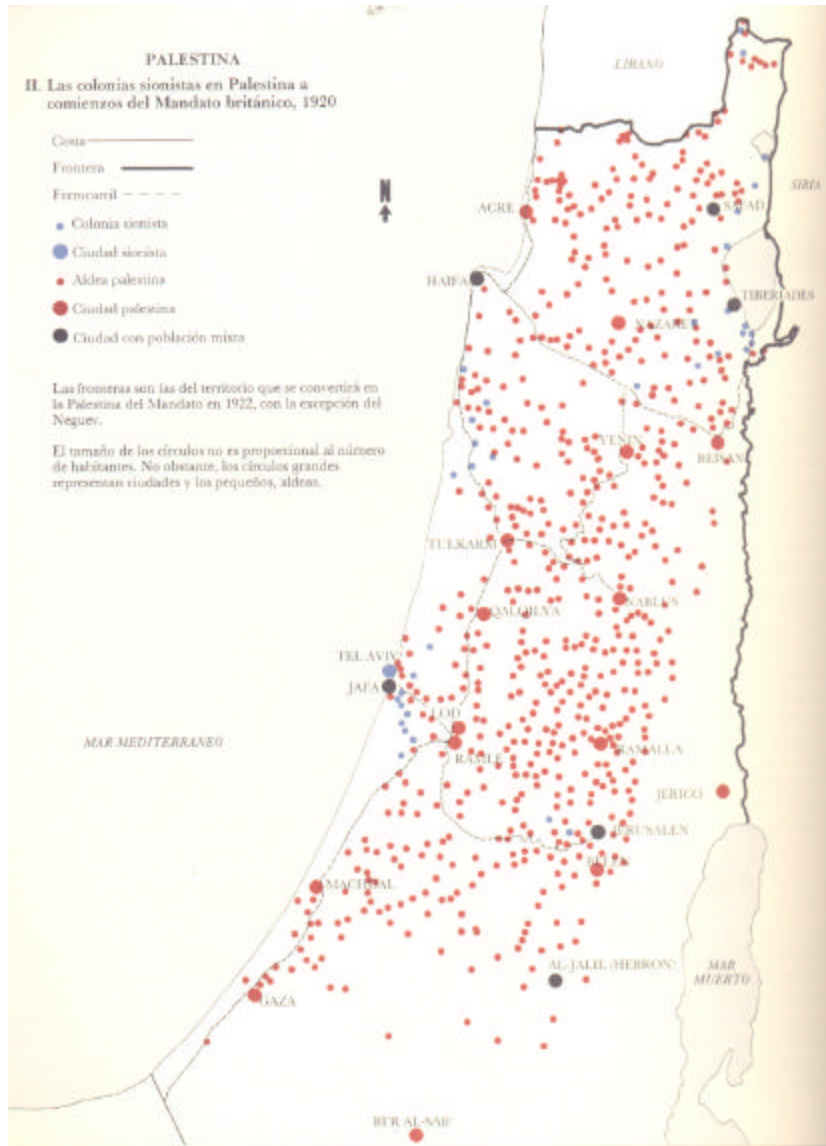 PALESTINA
II. Las colonias sionistas en Palestina a
comienzos del Mandato británico, 1920
Costa
Frontera
Ferrocarril
Colonia sionista
Ciudad sionista
Aldea palestina
Ciudad palestina
Ciudad con población mixta
Las fronteras son las del territorio que se convertirá en
la Palestina del Mandato en 1922, con la excepción del
Neguev.
El tamaño de los círculos no es proporcional al número
de habitantes. No obstante, los círculos grandes
representan ciudades y los pequeños, aldeas.
N
LIBANO
SIRIA
ACRE
SAFAD
HAIFA
TIBERIADES
NAZARET
YENIN
BEISAN
TULKARM
NABLUS
QALQILYA
TEL AVIV
JAFA
LOD
RAMLE
RAMALLA
MAR MEDITERRANEO
JERICO
JERUSALEN
BELEN
MACHDAL
AL-JALIL (HEBRON)
MAR
MUERTO
GAZA